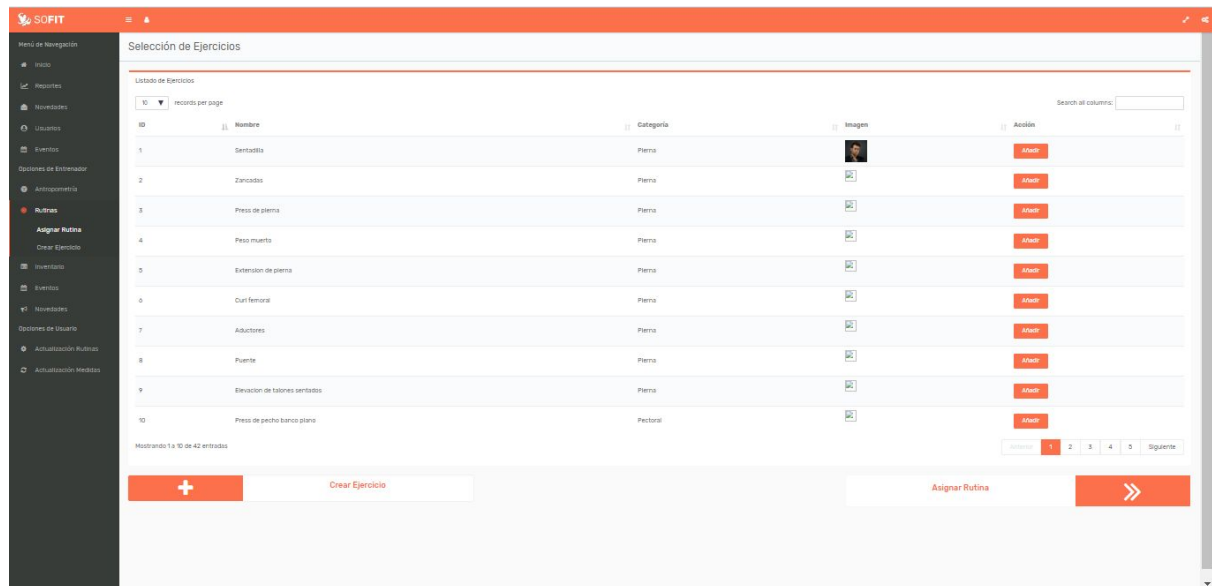 SOFIT
Menú de Navegación
Inicio
Reportes
Novedades
Usuarios
Eventos
Opciones de Entrenador
Antropometría
Rutinas
Asignar Rutina
Crear Ejercicio
Inventario
Eventos
Novedades
Opciones de Usuario
Actualización Rutinas
Actualización Medidas
Selección de Ejercicios
Listado de Ejercicios
10 records per page Search all columns:
ID Nombre Categoría Imagen Acción
1 Sentadilla Pierna Añadir
2 Zancadas Pierna Añadir
3 Press de pierna Pierna Añadir
4 Peso muerto Pierna Añadir
5 Extension de pierna Pierna Añadir
6 Curl femoral Pierna Añadir
7 Aductores Pierna Añadir
8 Puente Pierna Añadir
9 Elevacion de talones sentados Pierna Añadir
10 Press de pecho banco plano Pectoral Añadir
Mostrando 1 a 10 de 42 entradas 1 2 3 4 5 Siguiente
Crear Ejercicio Asignar Rutina